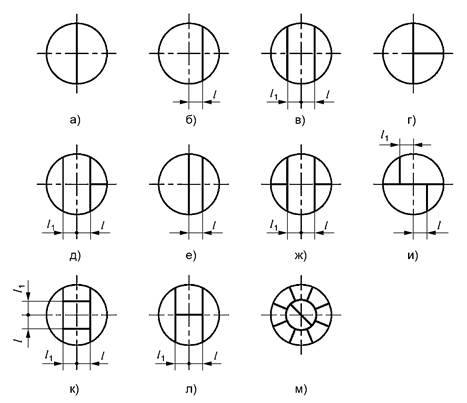 l l₁ l
а) б) в) г)
l₁
l₁ l l l₁ l l
д) е) ж) и)
l₁
l
l₁ l l₁ l
к) л) м)